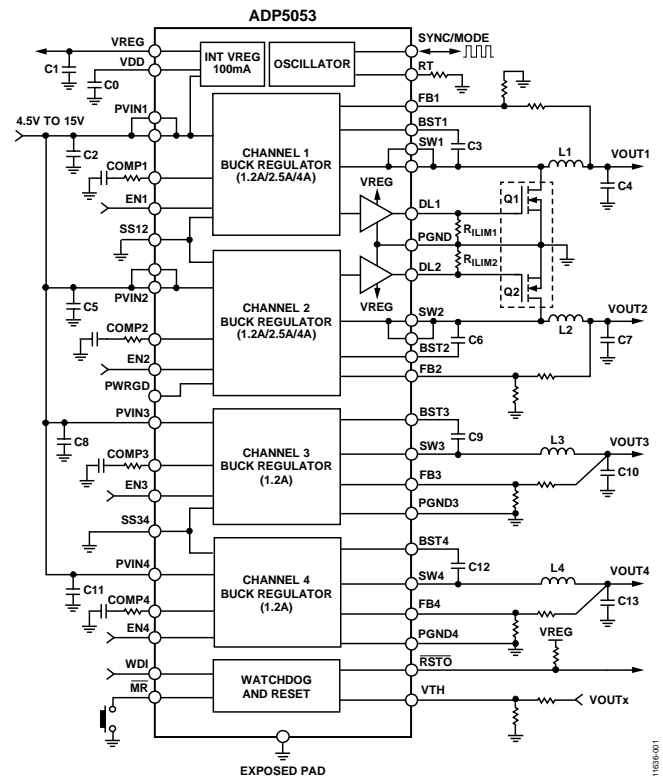 ADP5053
VREG
C1
VDD
C0
INT VREG
100mA
OSCILLATOR
SYNC/MODE
RT
4.5V TO 15V
PVIN1
C2
COMP1
EN1
SS12
CHANNEL 1
BUCK REGULATOR
(1.2A/2.5A/4A)
FB1
BST1
SW1
C3
L1
VOUT1
C4
VREG
DL1
Q1
RILIM1
PGND
RILIM2
DL2
Q2
VREG
PVIN2
C5
COMP2
EN2
PWRGD
CHANNEL 2
BUCK REGULATOR
(1.2A/2.5A/4A)
SW2
C6
BST2
FB2
L2
VOUT2
C7
PVIN3
C8
COMP3
EN3
SS34
CHANNEL 3
BUCK REGULATOR
(1.2A)
BST3
C9
SW3
L3
VOUT3
FB3
C10
PGND3
PVIN4
C11
COMP4
EN4
CHANNEL 4
BUCK REGULATOR
(1.2A)
BST4
C12
SW4
L4
VOUT4
FB4
C13
PGND4
VREG
WDI
MR
WATCHDOG
AND RESET
RSTO
VTH
VOUTx
EXPOSED PAD
11636-001